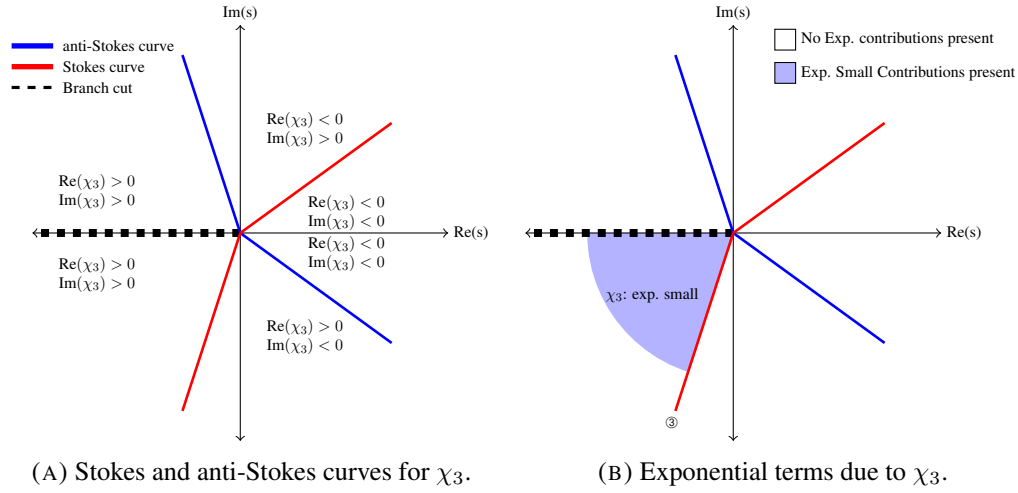 Im(s)
anti-Stokes curve
Stokes curve
Branch cut
Re(χ₃) < 0
Im(χ₃) > 0
Re(χ₃) > 0
Im(χ₃) > 0
Re(χ₃) < 0
Im(χ₃) < 0
Re(s)
Re(χ₃) < 0
Im(χ₃) < 0
Re(χ₃) > 0
Im(χ₃) > 0
Re(χ₃) > 0
Im(χ₃) < 0
(A) Stokes and anti-Stokes curves for χ₃.
Im(s)
No Exp. contributions present
Exp. Small Contributions present
Re(s)
χ₃: exp. small
③
(B) Exponential terms due to χ₃.